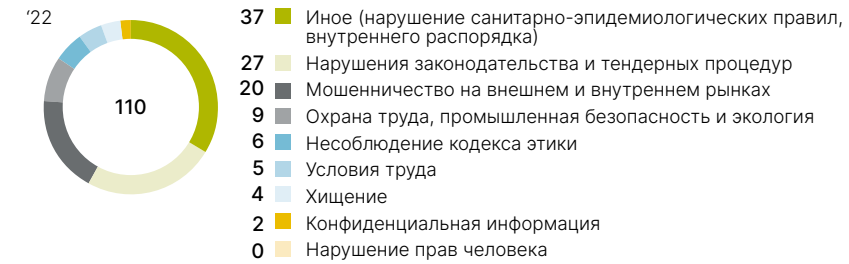 ‘22
110
37 Иное (нарушение санитарно-эпидемиологических правил,
внутреннего распорядка)
27 Нарушения законодательства и тендерных процедур
20 Мошенничество на внешнем и внутреннем рынках
9 Охрана труда, промышленная безопасность и экология
6 Несоблюдение кодекса этики
5 Условия труда
4 Хищение
2 Конфиденциальная информация
0 Нарушение прав человека